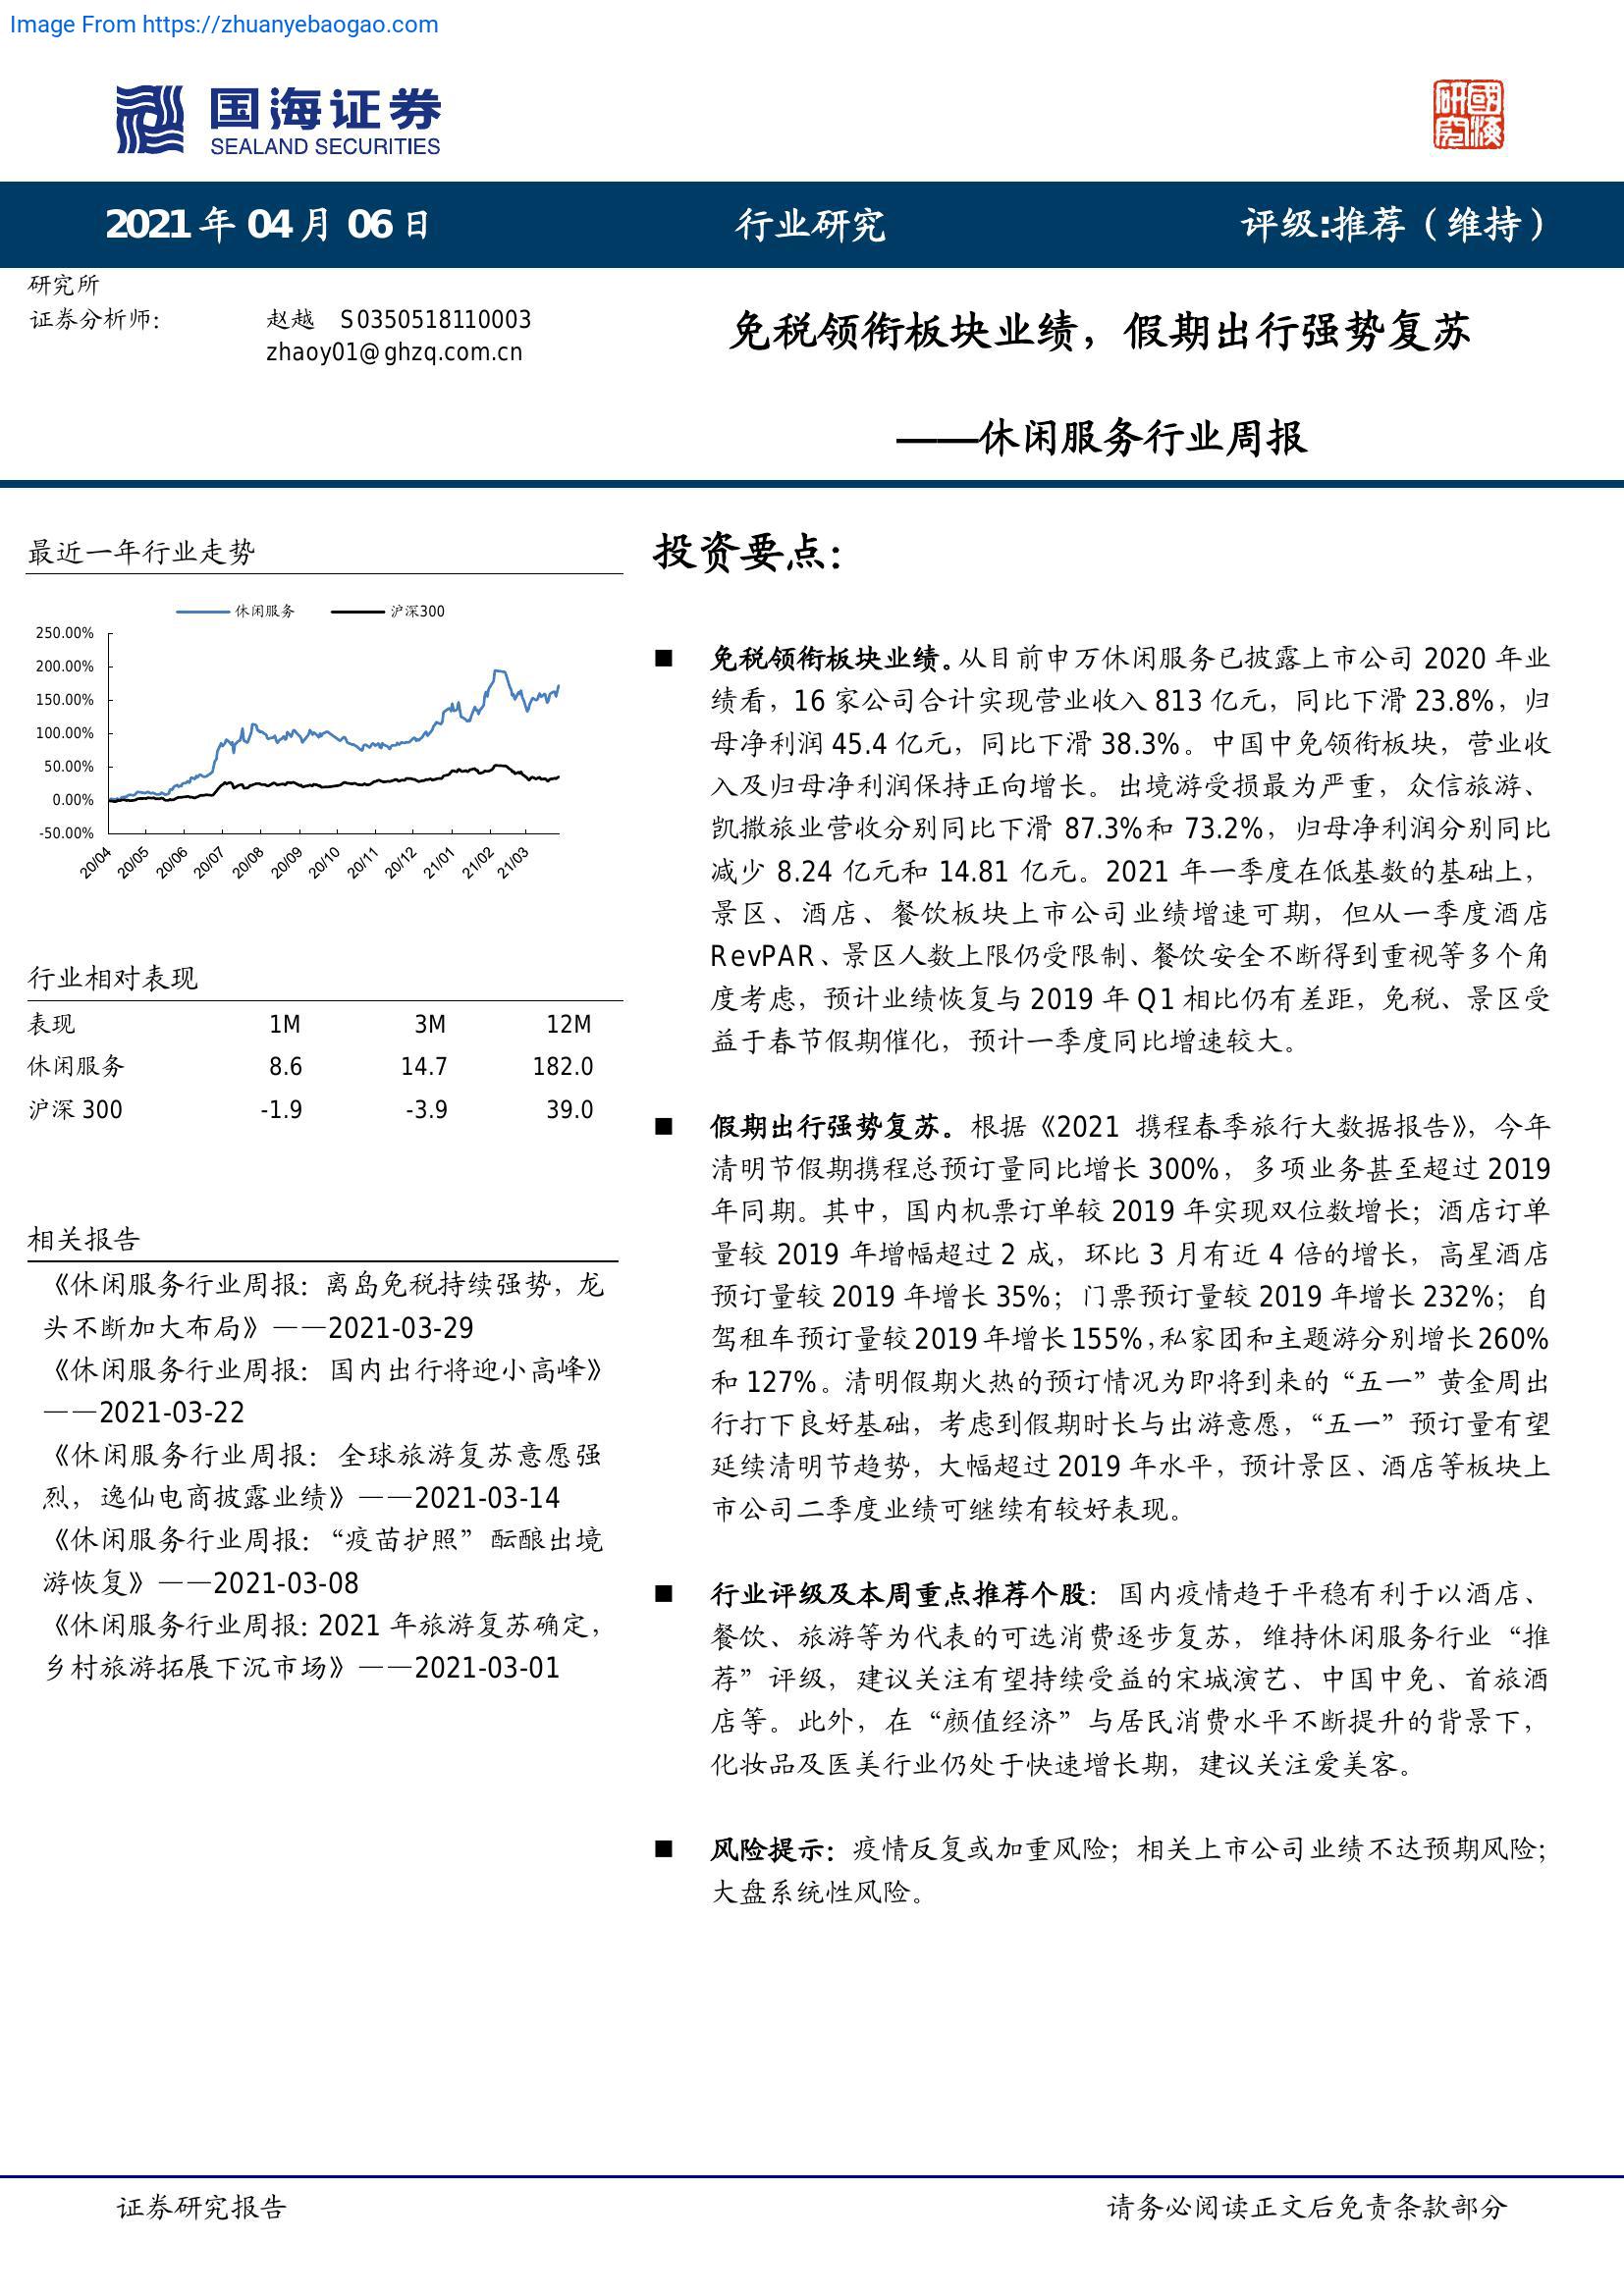 Image From https://zhuanyebaogao.com
国海证券
SEALAND SECURITIES
研究
國海
2021 年 04 月 06 日
行业研究
评级:推荐（维持）
研究所
证券分析师：
赵越 S0350518110003
zhaoy01@ghzq.com.cn
免税领衔板块业绩，假期出行强势复苏
——休闲服务行业周报
最近一年行业走势
休闲服务
沪深300
250.00%
200.00%
150.00%
100.00%
50.00%
0.00%
-50.00%
20/04
20/05
20/06
20/07
20/08
20/09
20/10
20/11
20/12
21/01
21/02
21/03
行业相对表现
表现 1M 3M 12M
休闲服务 8.6 14.7 182.0
沪深 300 -1.9 -3.9 39.0
相关报告
《休闲服务行业周报：离岛免税持续强势，龙
头不断加大布局》——2021-03-29
《休闲服务行业周报：国内出行将迎小高峰》
——2021-03-22
《休闲服务行业周报：全球旅游复苏意愿强
烈，逸仙电商披露业绩》——2021-03-14
《休闲服务行业周报：“疫苗护照”酝酿出境
游恢复》——2021-03-08
《休闲服务行业周报：2021 年旅游复苏确定，
乡村旅游拓展下沉市场》——2021-03-01
投资要点：
■ 免税领衔板块业绩。从目前申万休闲服务已披露上市公司 2020 年业
绩看，16 家公司合计实现营业收入 813 亿元，同比下滑 23.8%，归
母净利润 45.4 亿元，同比下滑 38.3%。中国中免领衔板块，营业收
入及归母净利润保持正向增长。出境游受损最为严重，众信旅游、
凯撒旅业营收分别同比下滑 87.3%和 73.2%，归母净利润分别同比
减少 8.24 亿元和 14.81 亿元。2021 年一季度在低基数的基础上，
景区、酒店、餐饮板块上市公司业绩增速可期，但从一季度酒店
RevPAR、景区人数上限仍受限制、餐饮安全不断得到重视等多个角
度考虑，预计业绩恢复与 2019 年 Q1 相比仍有差距，免税、景区受
益于春节假期催化，预计一季度同比增速较大。
■ 假期出行强势复苏。根据《2021 携程春季旅行大数据报告》，今年
清明节假期携程总预订量同比增长 300%，多项业务甚至超过 2019
年同期。其中，国内机票订单较 2019 年实现双位数增长；酒店订单
量较 2019 年增幅超过 2 成，环比 3 月有近 4 倍的增长，高星酒店
预订量较 2019 年增长 35%；门票预订量较 2019 年增长 232%；自
驾租车预订量较 2019 年增长 155%，私家团和主题游分别增长 260%
和 127%。清明假期火热的预订情况为即将到来的“五一”黄金周出
行打下良好基础，考虑到假期时长与出游意愿，“五一”预订量有望
延续清明节趋势，大幅超过 2019 年水平，预计景区、酒店等板块上
市公司二季度业绩可继续有较好表现。
■ 行业评级及本周重点推荐个股：国内疫情趋于平稳有利于以酒店、
餐饮、旅游等为代表的可选消费逐步复苏，维持休闲服务行业“推
荐”评级，建议关注有望持续受益的宋城演艺、中国中免、首旅酒
店等。此外，在“颜值经济”与居民消费水平不断提升的背景下，
化妆品及医美行业仍处于快速增长期，建议关注爱美客。
■ 风险提示：疫情反复或加重风险；相关上市公司业绩不达预期风险；
大盘系统性风险。
证券研究报告
请务必阅读正文后免责条款部分